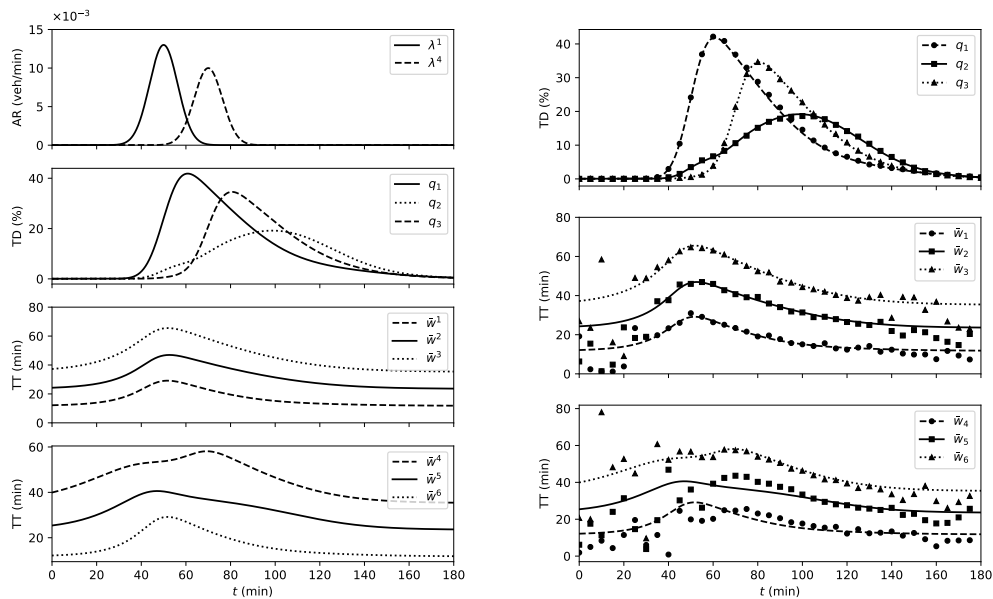 ×10⁻³
15
10
5
0
AR (veh/min)
λ¹
λ⁴
40
20
0
TD (%)
q₁
q₂
q₃
80
60
40
20
0
TT (min)
w̄¹
w̄²
w̄³
60
40
20
TT (min)
w̄⁴
w̄⁵
w̄⁶
0 20 40 60 80 100 120 140 160 180
t (min)
40
30
20
10
0
TD (%)
q₁
q₂
q₃
80
60
40
20
0
TT (min)
w̄₁
w̄₂
w̄₃
80
60
40
20
0
TT (min)
w̄₄
w̄₅
w̄₆
0 20 40 60 80 100 120 140 160 180
t (min)